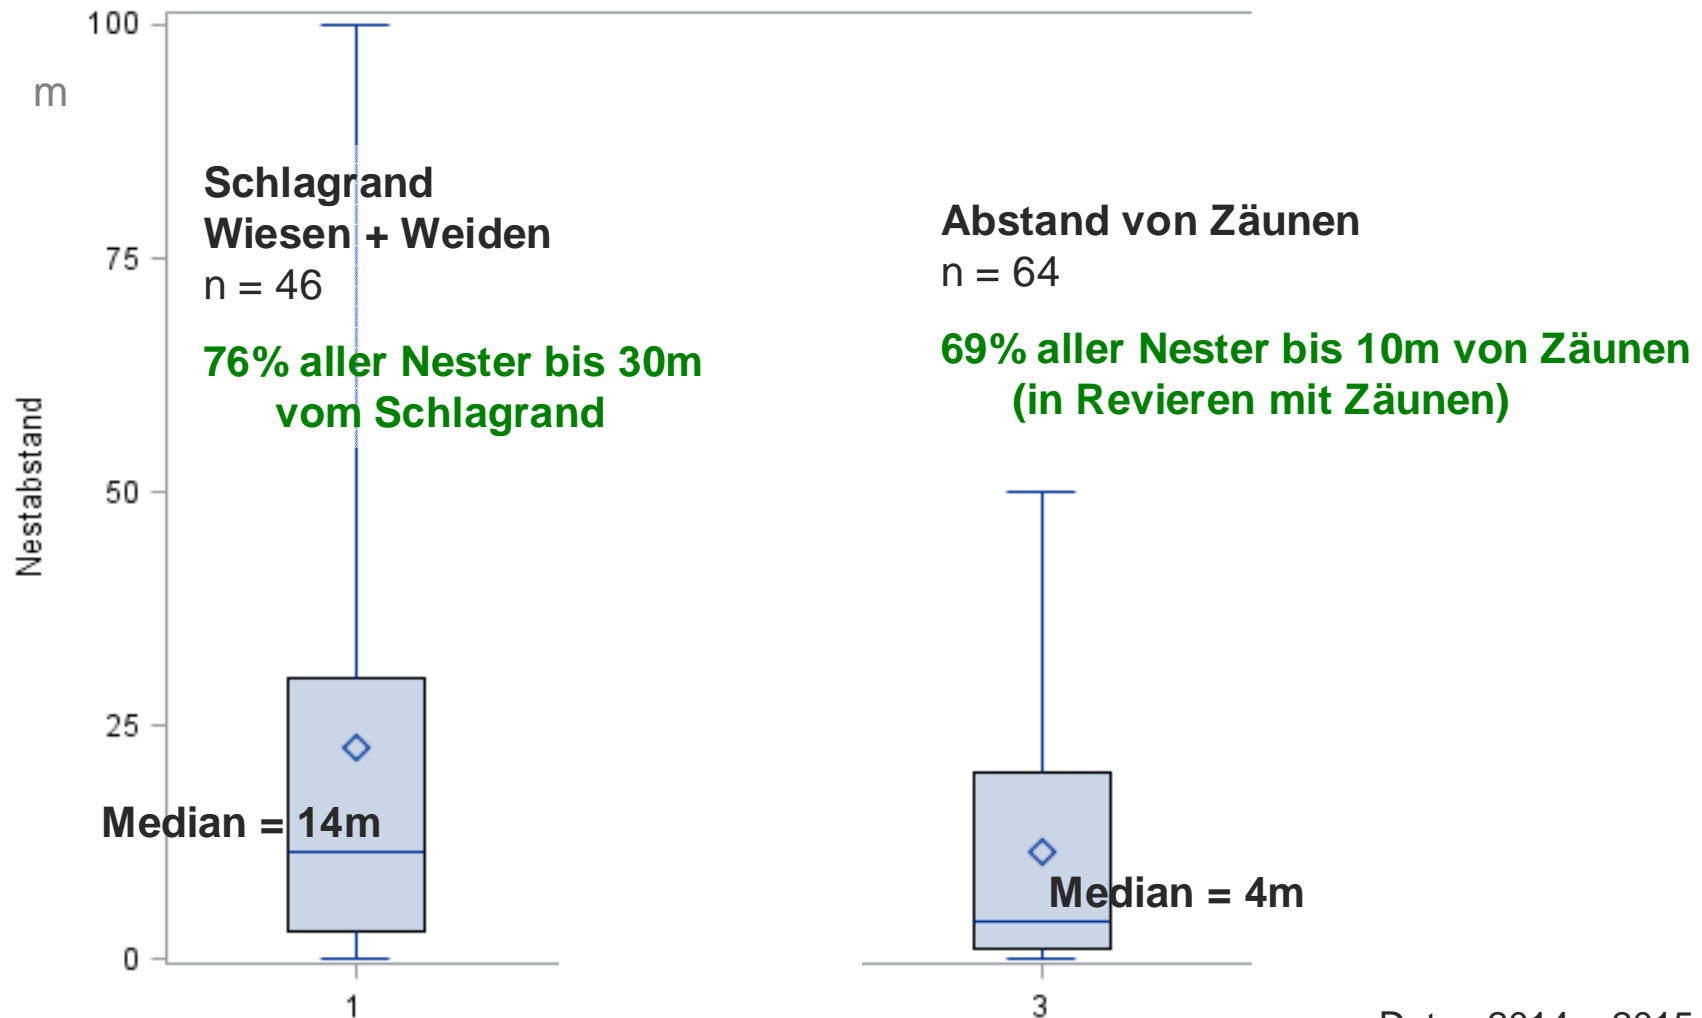 100
m
Schlagrand
Wiesen + Weiden
n = 46
76% aller Nester bis 30m
vom Schlagrand
Abstand von Zäunen
n = 64
69% aller Nester bis 10m von Zäunen
(in Revieren mit Zäunen)
75
50
25
0
Nestabstand
Median = 14m
Median = 4m
1
3
2014 2015